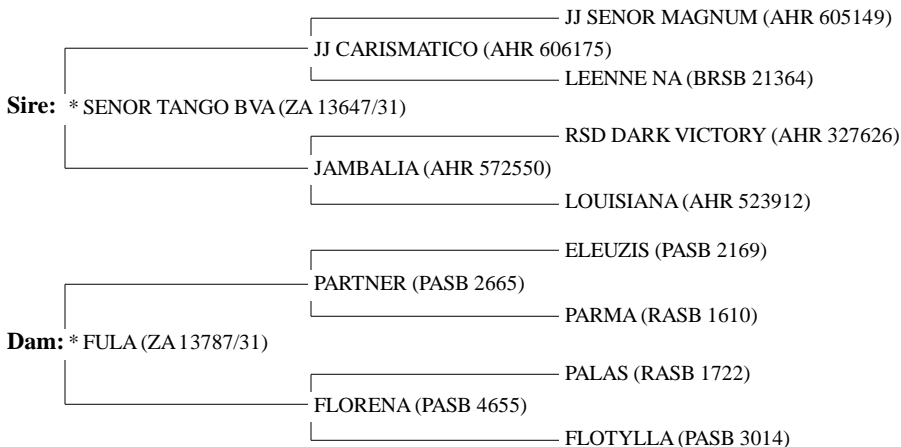 JJ SENOR MAGNUM (AHR 605149)
JJ CARISMATICO (AHR 606175)
LEENNE NA (BRSB 21364)
Sire: * SENOR TANGO BVA (ZA 13647/31)
RSD DARK VICTORY (AHR 327626)
JAMBALIA (AHR 572550)
LOUISIANA (AHR 523912)
ELEUZIS (PASB 2169)
PARTNER (PASB 2665)
PARMA (RASB 1610)
Dam: * FULA (ZA 13787/31)
PALAS (RASB 1722)
FLORENA (PASB 4655)
FLOTYLLA (PASB 3014)